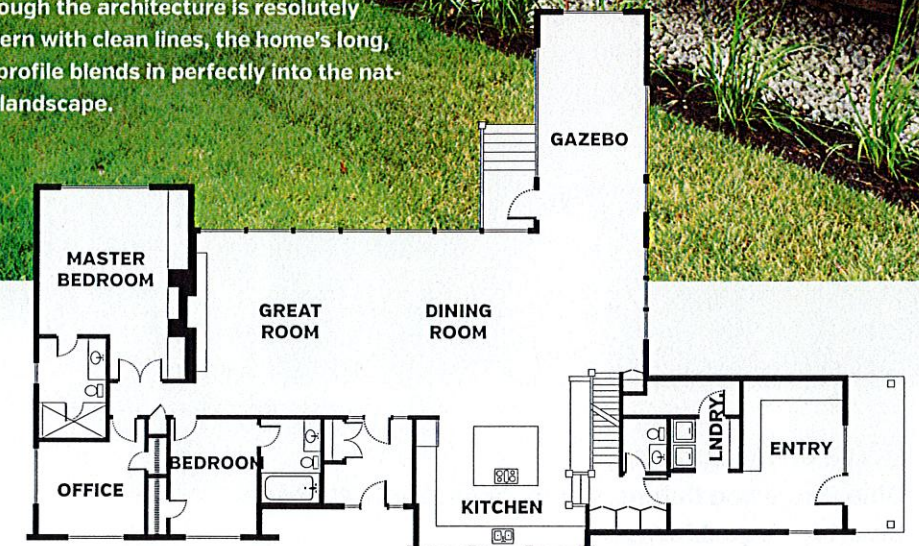 ough the architecture is resolutely
ern with clean lines, the home's long,
profile blends in perfectly into the nat-
landscape.
GAZEBO
MASTER
BEDROOM
GREAT
ROOM
DINING
ROOM
LNDRY.
ENTRY
BEDROOM
OFFICE
KITCHEN